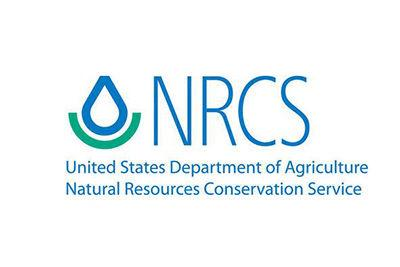 NRCS
United States Department of Agriculture
Natural Resources Conservation Service